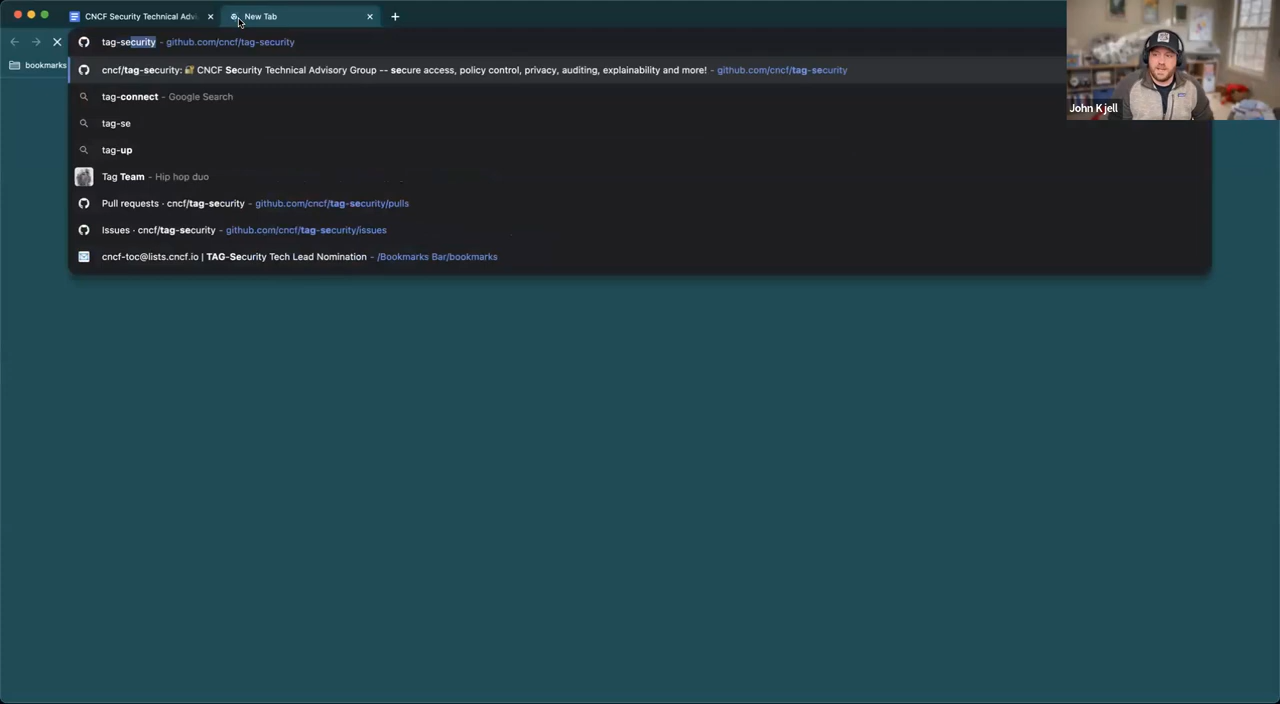 CNCF Security Technical Advi
New Tab
tag-security - github.com/cncf/tag-security
bookmarks
cncf/tag-security: 🔐 CNCF Security Technical Advisory Group -- secure access, policy control, privacy, auditing, explainability and more! - github.com/cncf/tag-security
tag-connect - Google Search
tag-se
tag-up
Tag Team - Hip hop duo
Pull requests · cncf/tag-security - github.com/cncf/tag-security/pulls
Issues · cncf/tag-security - github.com/cncf/tag-security/issues
cncf-toc@lists.cncf.io | TAG-Security Tech Lead Nomination - /Bookmarks Bar/bookmarks
John Kjell